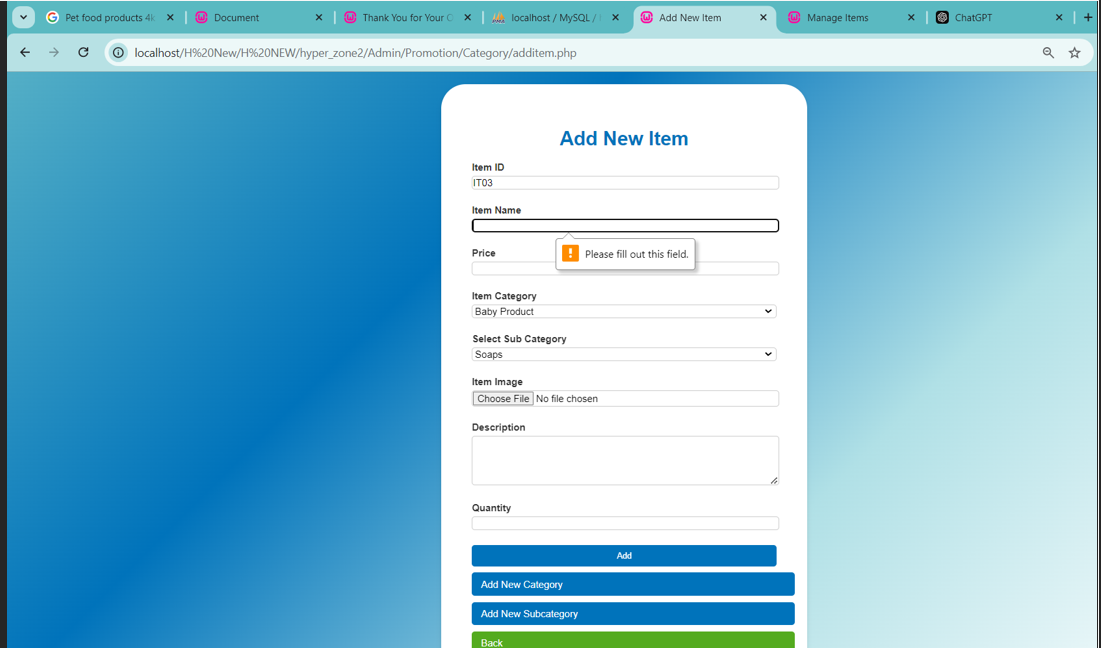 Pet food products 4k
Document
Thank You for Your O
localhost / MySQL /
Add New Item
Manage Items
ChatGPT
localhost/H%20New/H%20NEW/hyper_zone2/Admin/Promotion/Category/additem.php
Add New Item
Item ID
IT03
Item Name
Please fill out this field.
Price
Item Category
Baby Product
Select Sub Category
Soaps
Item Image
Choose File No file chosen
Description
Quantity
Add
Add New Category
Add New Subcategory
Back